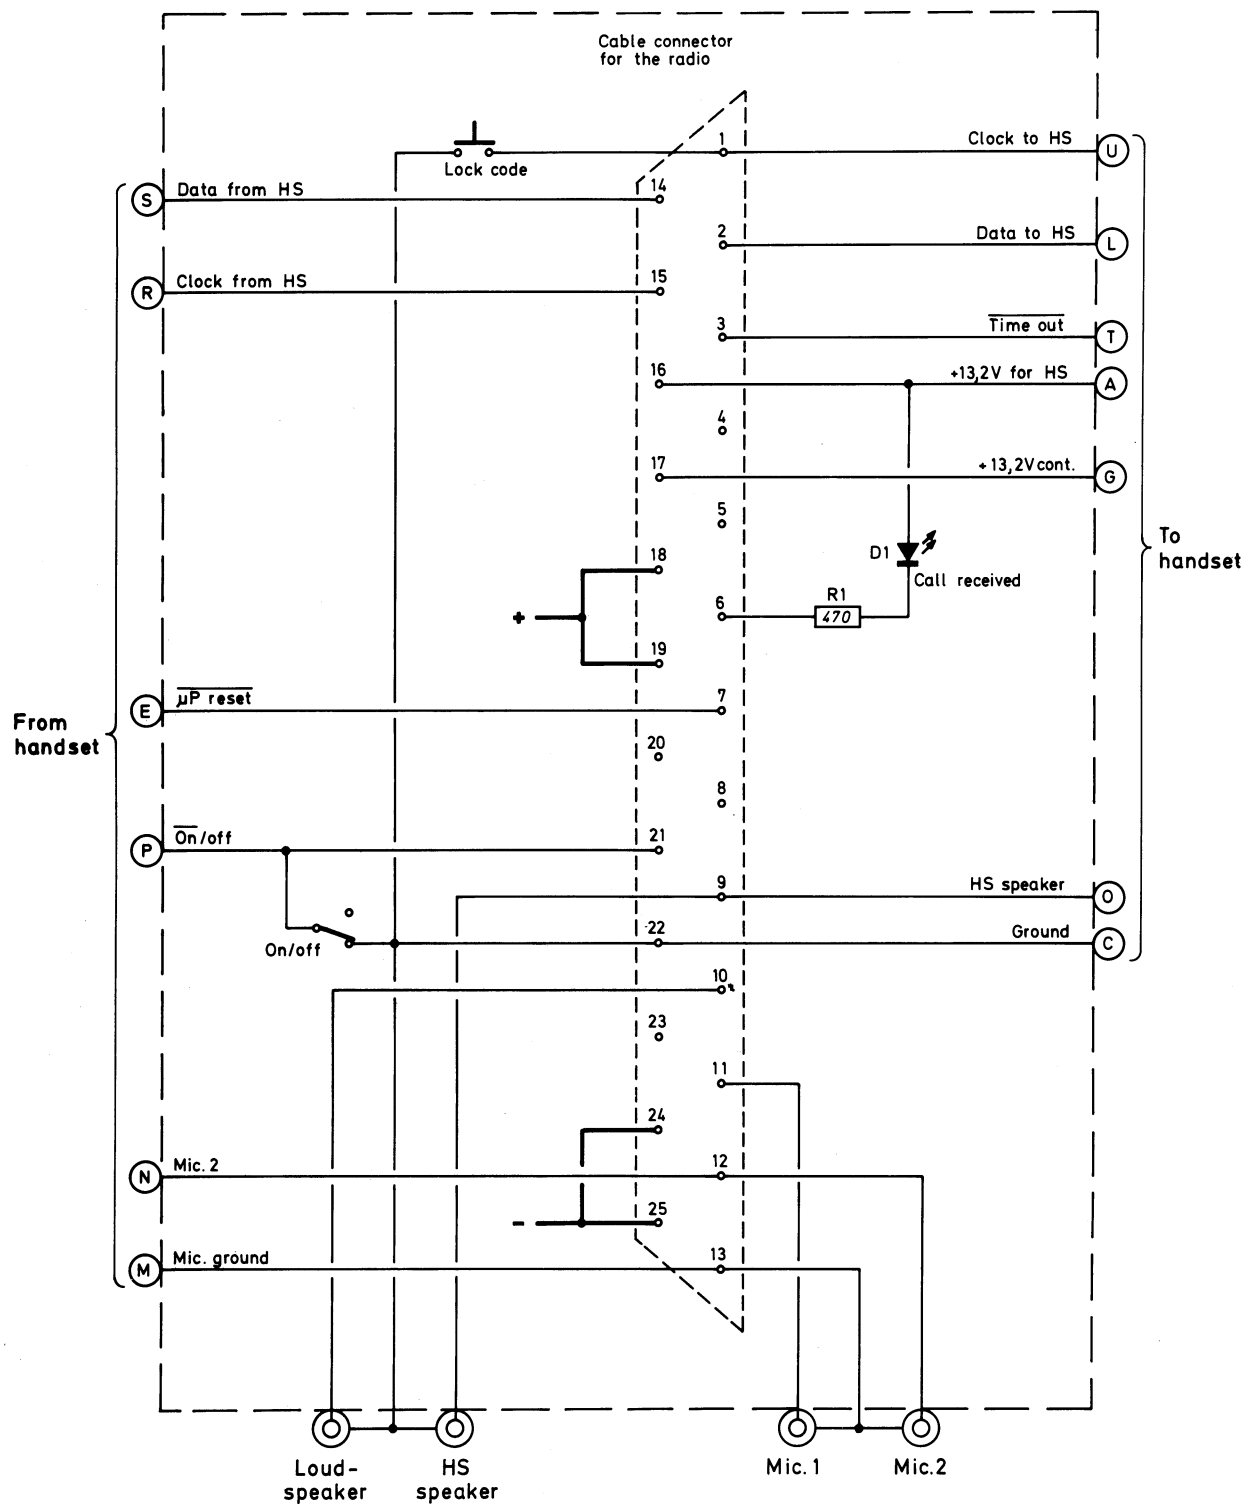 Cable connector
for the radio
Lock code
1
Clock to HS
U
S
Data from HS
14
2
Data to HS
L
R
Clock from HS
15
3
Time out
T
16
+13,2V for HS
A
4
17
+13,2V cont.
G
5
To
handset
18
D1
Call received
6
R1
470
+
19
From
handset
E
µP reset
7
20
8
P
On/off
21
9
HS speaker
O
On/off
22
Ground
C
10
23
11
24
N
Mic.2
12
-
25
M
Mic. ground
13
Loud-
speaker
HS
speaker
Mic.1
Mic.2